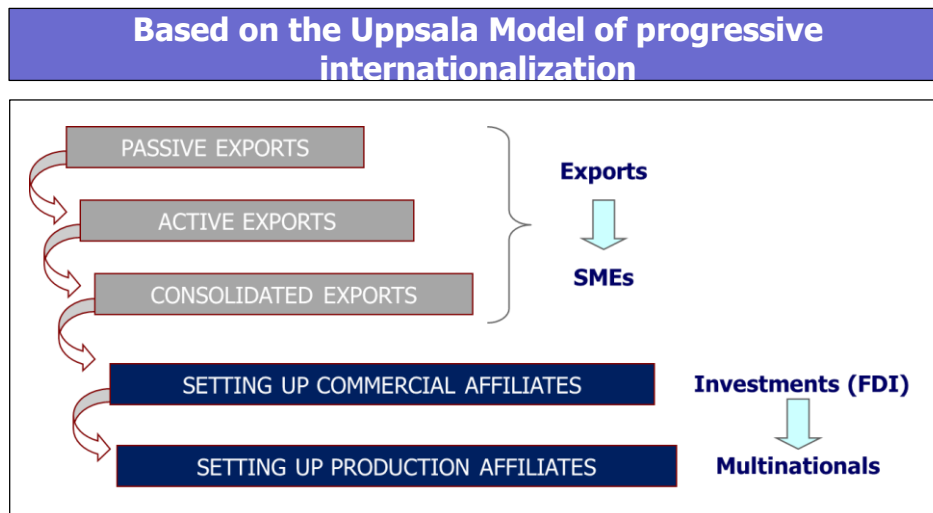 Based on the Uppsala Model of progressive
internationalization
PASSIVE EXPORTS
ACTIVE EXPORTS
CONSOLIDATED EXPORTS
Exports
SMEs
SETTING UP COMMERCIAL AFFILIATES
Investments (FDI)
SETTING UP PRODUCTION AFFILIATES
Multinationals